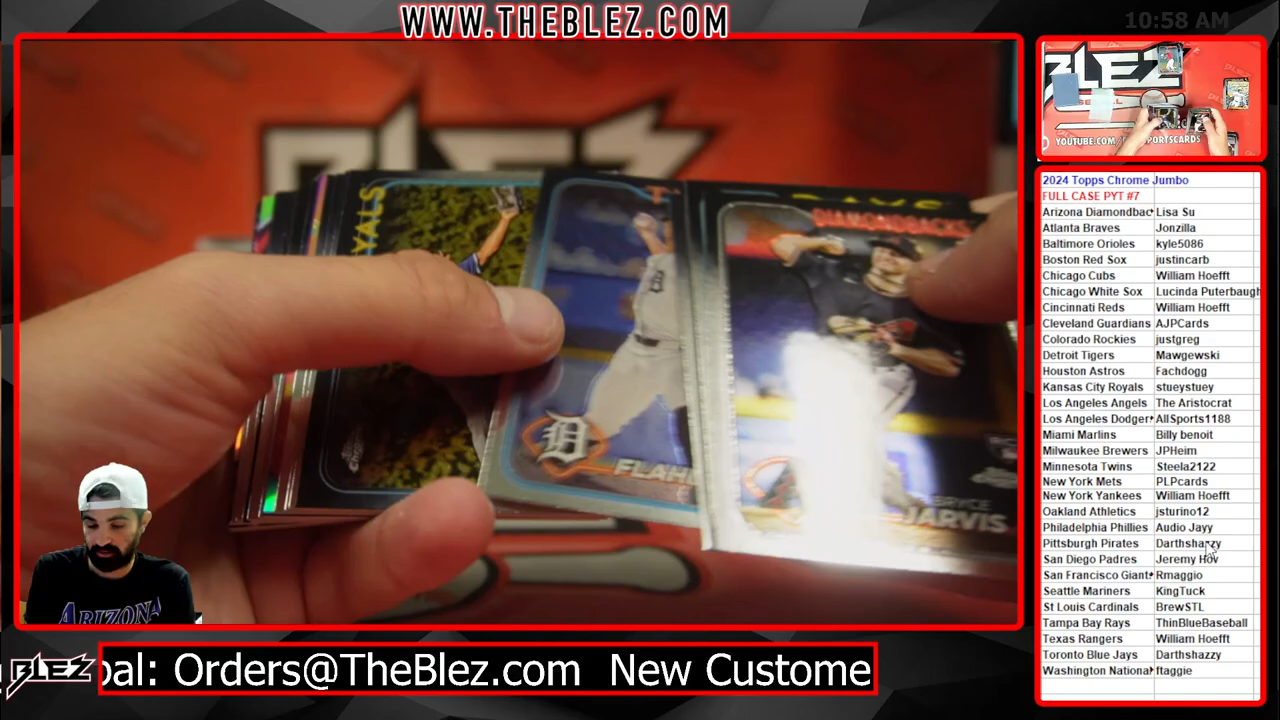 WWW.THEBLEZ.COM
10:58 AM
BLEZ
DIAMONDBACKS
FLAH
BRYCE
JARVIS
2024 Topps Chrome Jumbo
FULL CASE PYT #7
Arizona Diamondbac Lisa Su
Atlanta Braves Jonzilla
Baltimore Orioles kyle5086
Boston Red Sox justincarb
Chicago Cubs William Hoefft
Chicago White Sox Lucinda Puterbaugh
Cincinnati Reds William Hoefft
Cleveland Guardians AJPCards
Colorado Rockies justgreg
Detroit Tigers Mawgewski
Houston Astros Fachdogg
Kansas City Royals stueystuey
Los Angeles Angels The Aristocrat
Los Angeles Dodger AllSports1188
Miami Marlins Billy benoit
Milwaukee Brewers JPHeim
Minnesota Twins Steela2122
New York Mets PLPcards
New York Yankees William Hoefft
Oakland Athletics jsturino12
Philadelphia Phillies Audio Jayy
Pittsburgh Pirates Darthshazzy
San Diego Padres Jeremy Hov
San Francisco Giant Rmaggio
Seattle Mariners KingTuck
St Louis Cardinals BrewSTL
Tampa Bay Rays ThinBlueBaseball
Texas Rangers William Hoefft
Toronto Blue Jays Darthshazzy
Washington National ftaggie
ARIZONA
BLEZ
pal: Orders@TheBlez.com New Custome